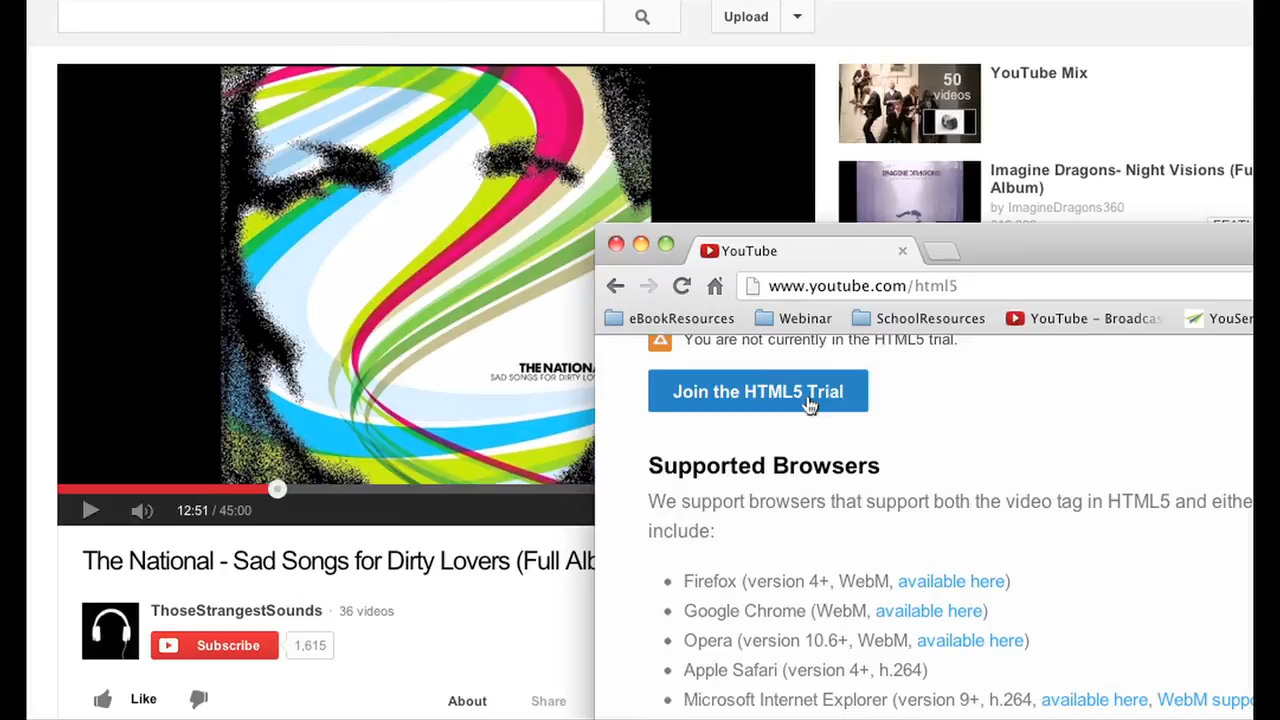 Upload
50
videos
YouTube Mix
IMAGINE DRAGONS
Imagine Dragons- Night Visions (Fu
Album)
by ImagineDragons360
THE NATIONA
SAD SONGS FOR DIRTY LO
12:51 / 45:00
The National - Sad Songs for Dirty Lovers (Full Alb
ThoseStrangestSounds · 36 videos
Subscribe
1,615
Like
About
Share
YouTube
www.youtube.com/html5
eBookResources
Webinar
SchoolResources
YouTube – Broadcas
YouSer
You are not currently in the HTML5 trial.
Join the HTML5 Trial
Supported Browsers
We support browsers that support both the video tag in HTML5 and eithe
include:
Firefox (version 4+, WebM, available here)
Google Chrome (WebM, available here)
Opera (version 10.6+, WebM, available here)
Apple Safari (version 4+, h.264)
Microsoft Internet Explorer (version 9+, h.264, available here, WebM suppo